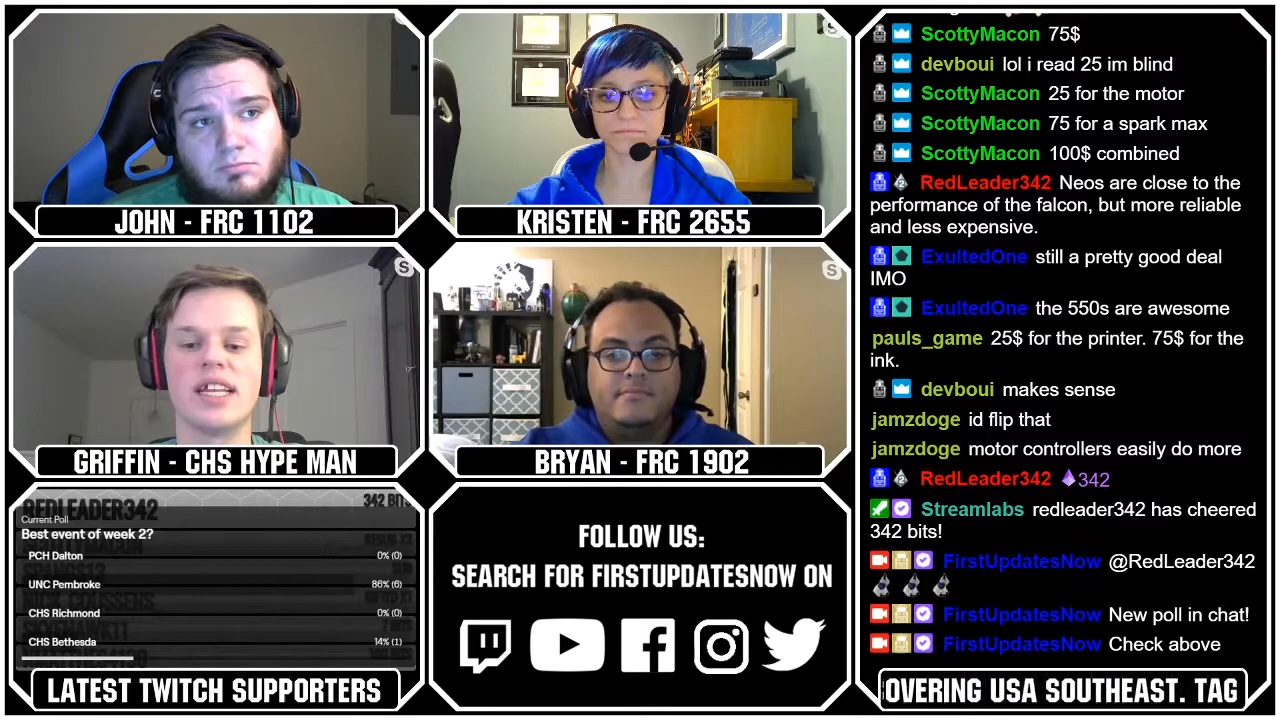 JOHN - FRC 1102
KRISTEN - FRC 2655
GRIFFIN - CHS HYPE MAN
BRYAN - FRC 1902
REDLEADER342 342 BITS
Current Poll
Best event of week 2?
PCH Dalton 0% (0)
UNC Pembroke 86% (6)
CHS Richmond 0% (0)
CHS Bethesda 14% (1)
LATEST TWITCH SUPPORTERS
FOLLOW US:
SEARCH FOR FIRSTUPDATESNOW ON
ScottyMacon 75$
devboui lol i read 25 im blind
ScottyMacon 25 for the motor
ScottyMacon 75 for a spark max
ScottyMacon 100$ combined
RedLeader342 Neos are close to the
performance of the falcon, but more reliable
and less expensive.
ExultedOne still a pretty good deal
IMO
ExultedOne the 550s are awesome
pauls_game 25$ for the printer. 75$ for the
ink.
devboui makes sense
jamzdoge id flip that
jamzdoge motor controllers easily do more
RedLeader342 342
Streamlabs redleader342 has cheered
342 bits!
FirstUpdatesNow @RedLeader342
FirstUpdatesNow New poll in chat!
FirstUpdatesNow Check above
OVERING USA SOUTHEAST. TAG